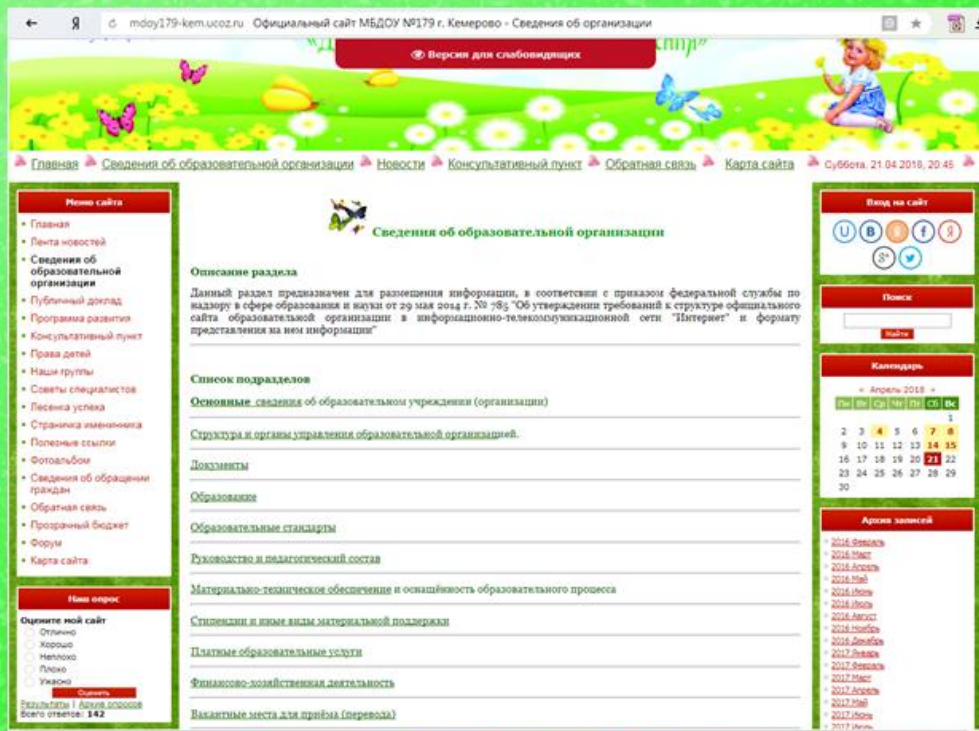 mdoy179-kem.ucoz.ru Официальный сайт МБДОУ №179 г. Кемерово - Сведения об организации
Версия для слабовидящих
Главная Сведения об образовательной организации Новости Консультативный пункт Обратная связь Карта сайта Суббота, 21.04.2018, 20:45
Меню сайта
Главная
Лента новостей
Сведения об
образовательной
организации
Публичный доклад
Программа развития
Консультативный пункт
Права детей
Наши группы
Советы специалистов
Лесенка успеха
Страничка именинника
Полезные ссылки
Фотоальбом
Сведения об обращении
граждан
Обратная связь
Прозрачный бюджет
Форум
Карта сайта
Наш опрос
Оцените мой сайт
Отлично
Хорошо
Неплохо
Плохо
Ужасно
Оценить
Результаты | Архив опросов
Всего ответов: 142
Сведения об образовательной организации
Описание раздела
Данный раздел предназначен для размещения информации, в соответсвии с приказом федеральной службы по
надзору в сфере образования и науки от 29 мая 2014 г. № 785 "Об утверждении требований к структуре официального
сайта образовательной организации в информационно-телекоммуникационной сети "Интернет" и формату
представления на нем информации"
Список подразделов
Основные сведения об образовательном учреждении (организации)
Структура и органы управления образовательной организацией.
Документы
Образование
Образовательные стандарты
Руководство и педагогический состав
Материально-техническое обеспечение и оснащённость образовательного процесса
Стипендии и иные виды материальной поддержки
Платные образовательные услуги
Финансово-хозяйственная деятельность
Вакантные места для приёма (перевода)
Вход на сайт
Поиск
Найти
Календарь
« Апрель 2018 »
Пн Вт Ср Чт Пт Сб Вс
1
2 3 4 5 6 7 8
9 10 11 12 13 14 15
16 17 18 19 20 21 22
23 24 25 26 27 28 29
30
Архив записей
2016 Февраль
2016 Март
2016 Апрель
2016 Май
2016 Июнь
2016 Июль
2016 Август
2016 Ноябрь
2016 Декабрь
2017 Январь
2017 Февраль
2017 Март
2017 Апрель
2017 Май
2017 Июнь
2017 Июль